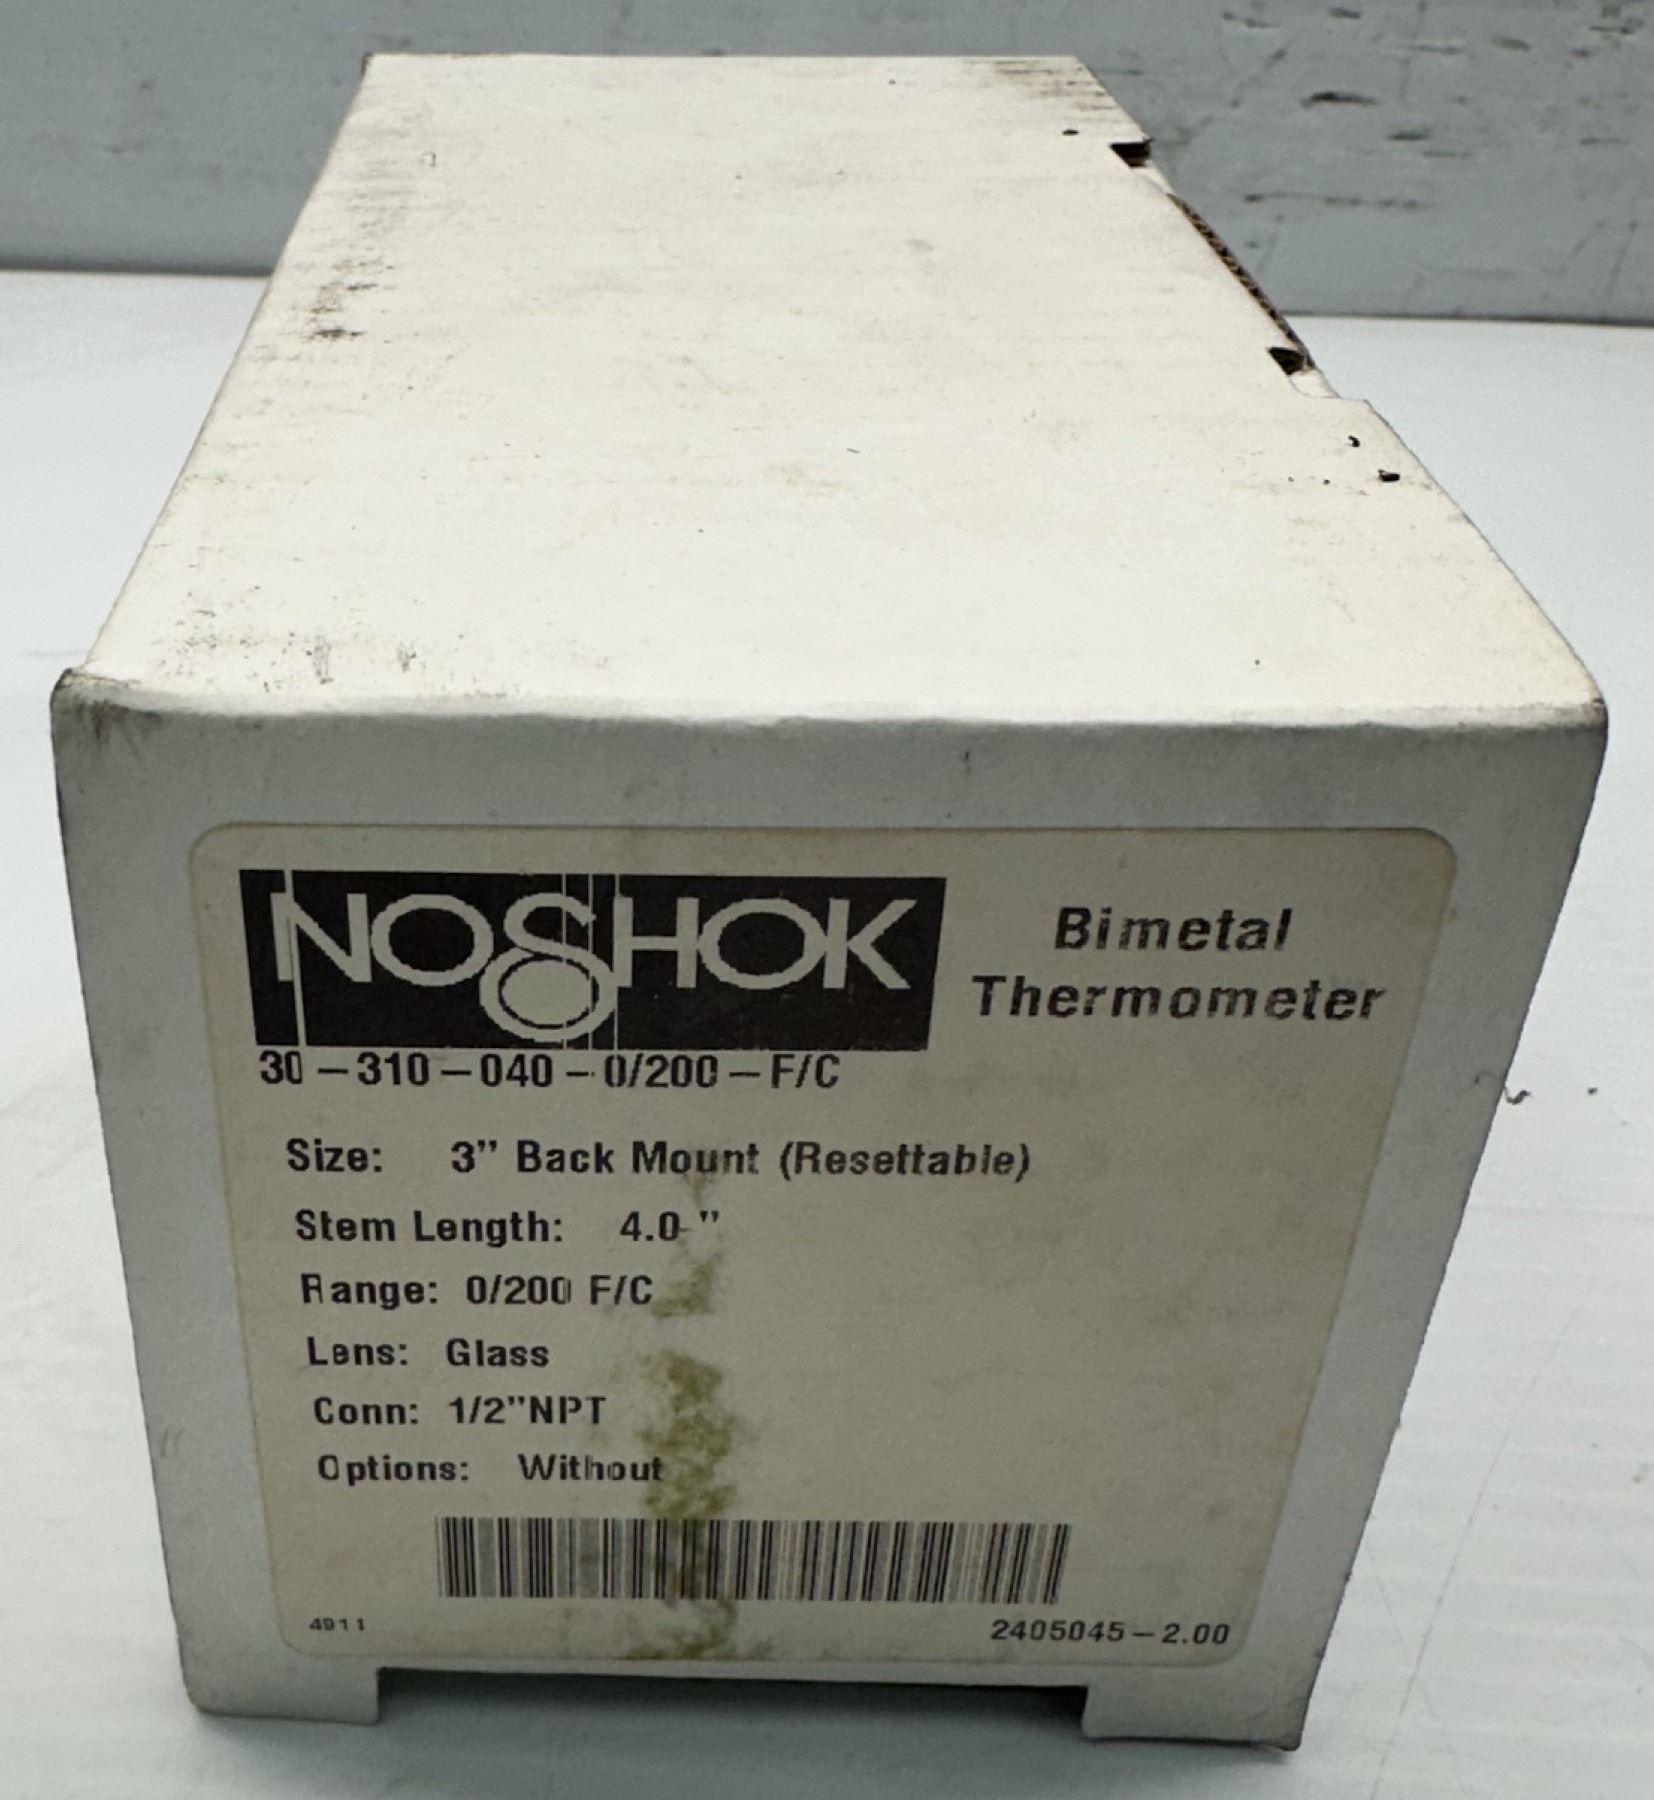 NOSHOK
Bimetal
Thermometer
30-310-040-0/200-F/C
Size: 3" Back Mount (Resettable)
Stem Length: 4.0 "
Range: 0/200 F/C
Lens: Glass
Conn: 1/2"NPT
Options: Without
4911
2405045-2.00